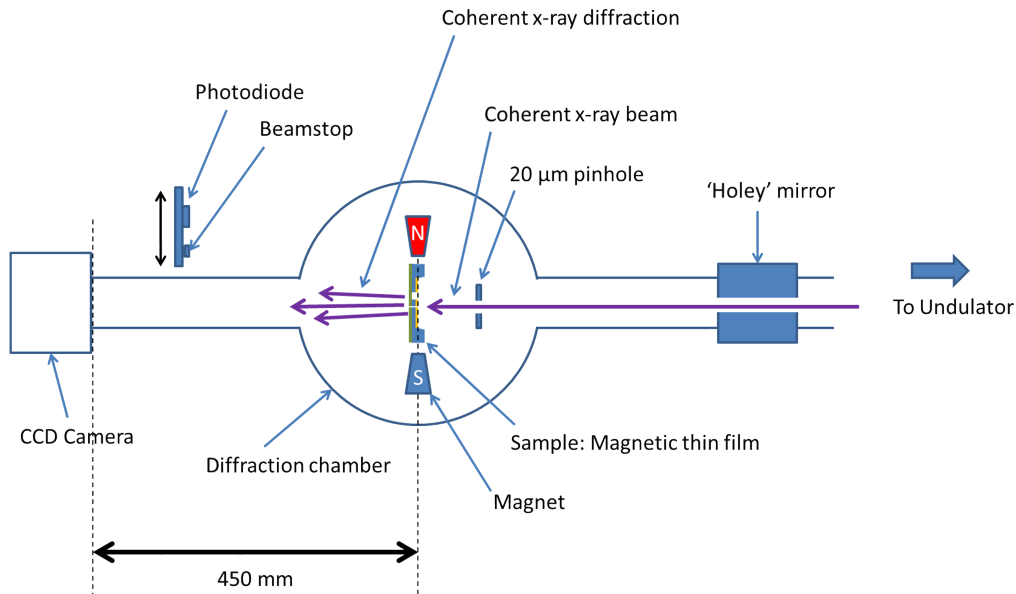 Coherent x-ray diffraction
Photodiode
Beamstop
Coherent x-ray beam
20 µm pinhole
‘Holey’ mirror
N
To Undulator
S
CCD Camera
Diffraction chamber
Sample: Magnetic thin film
Magnet
450 mm